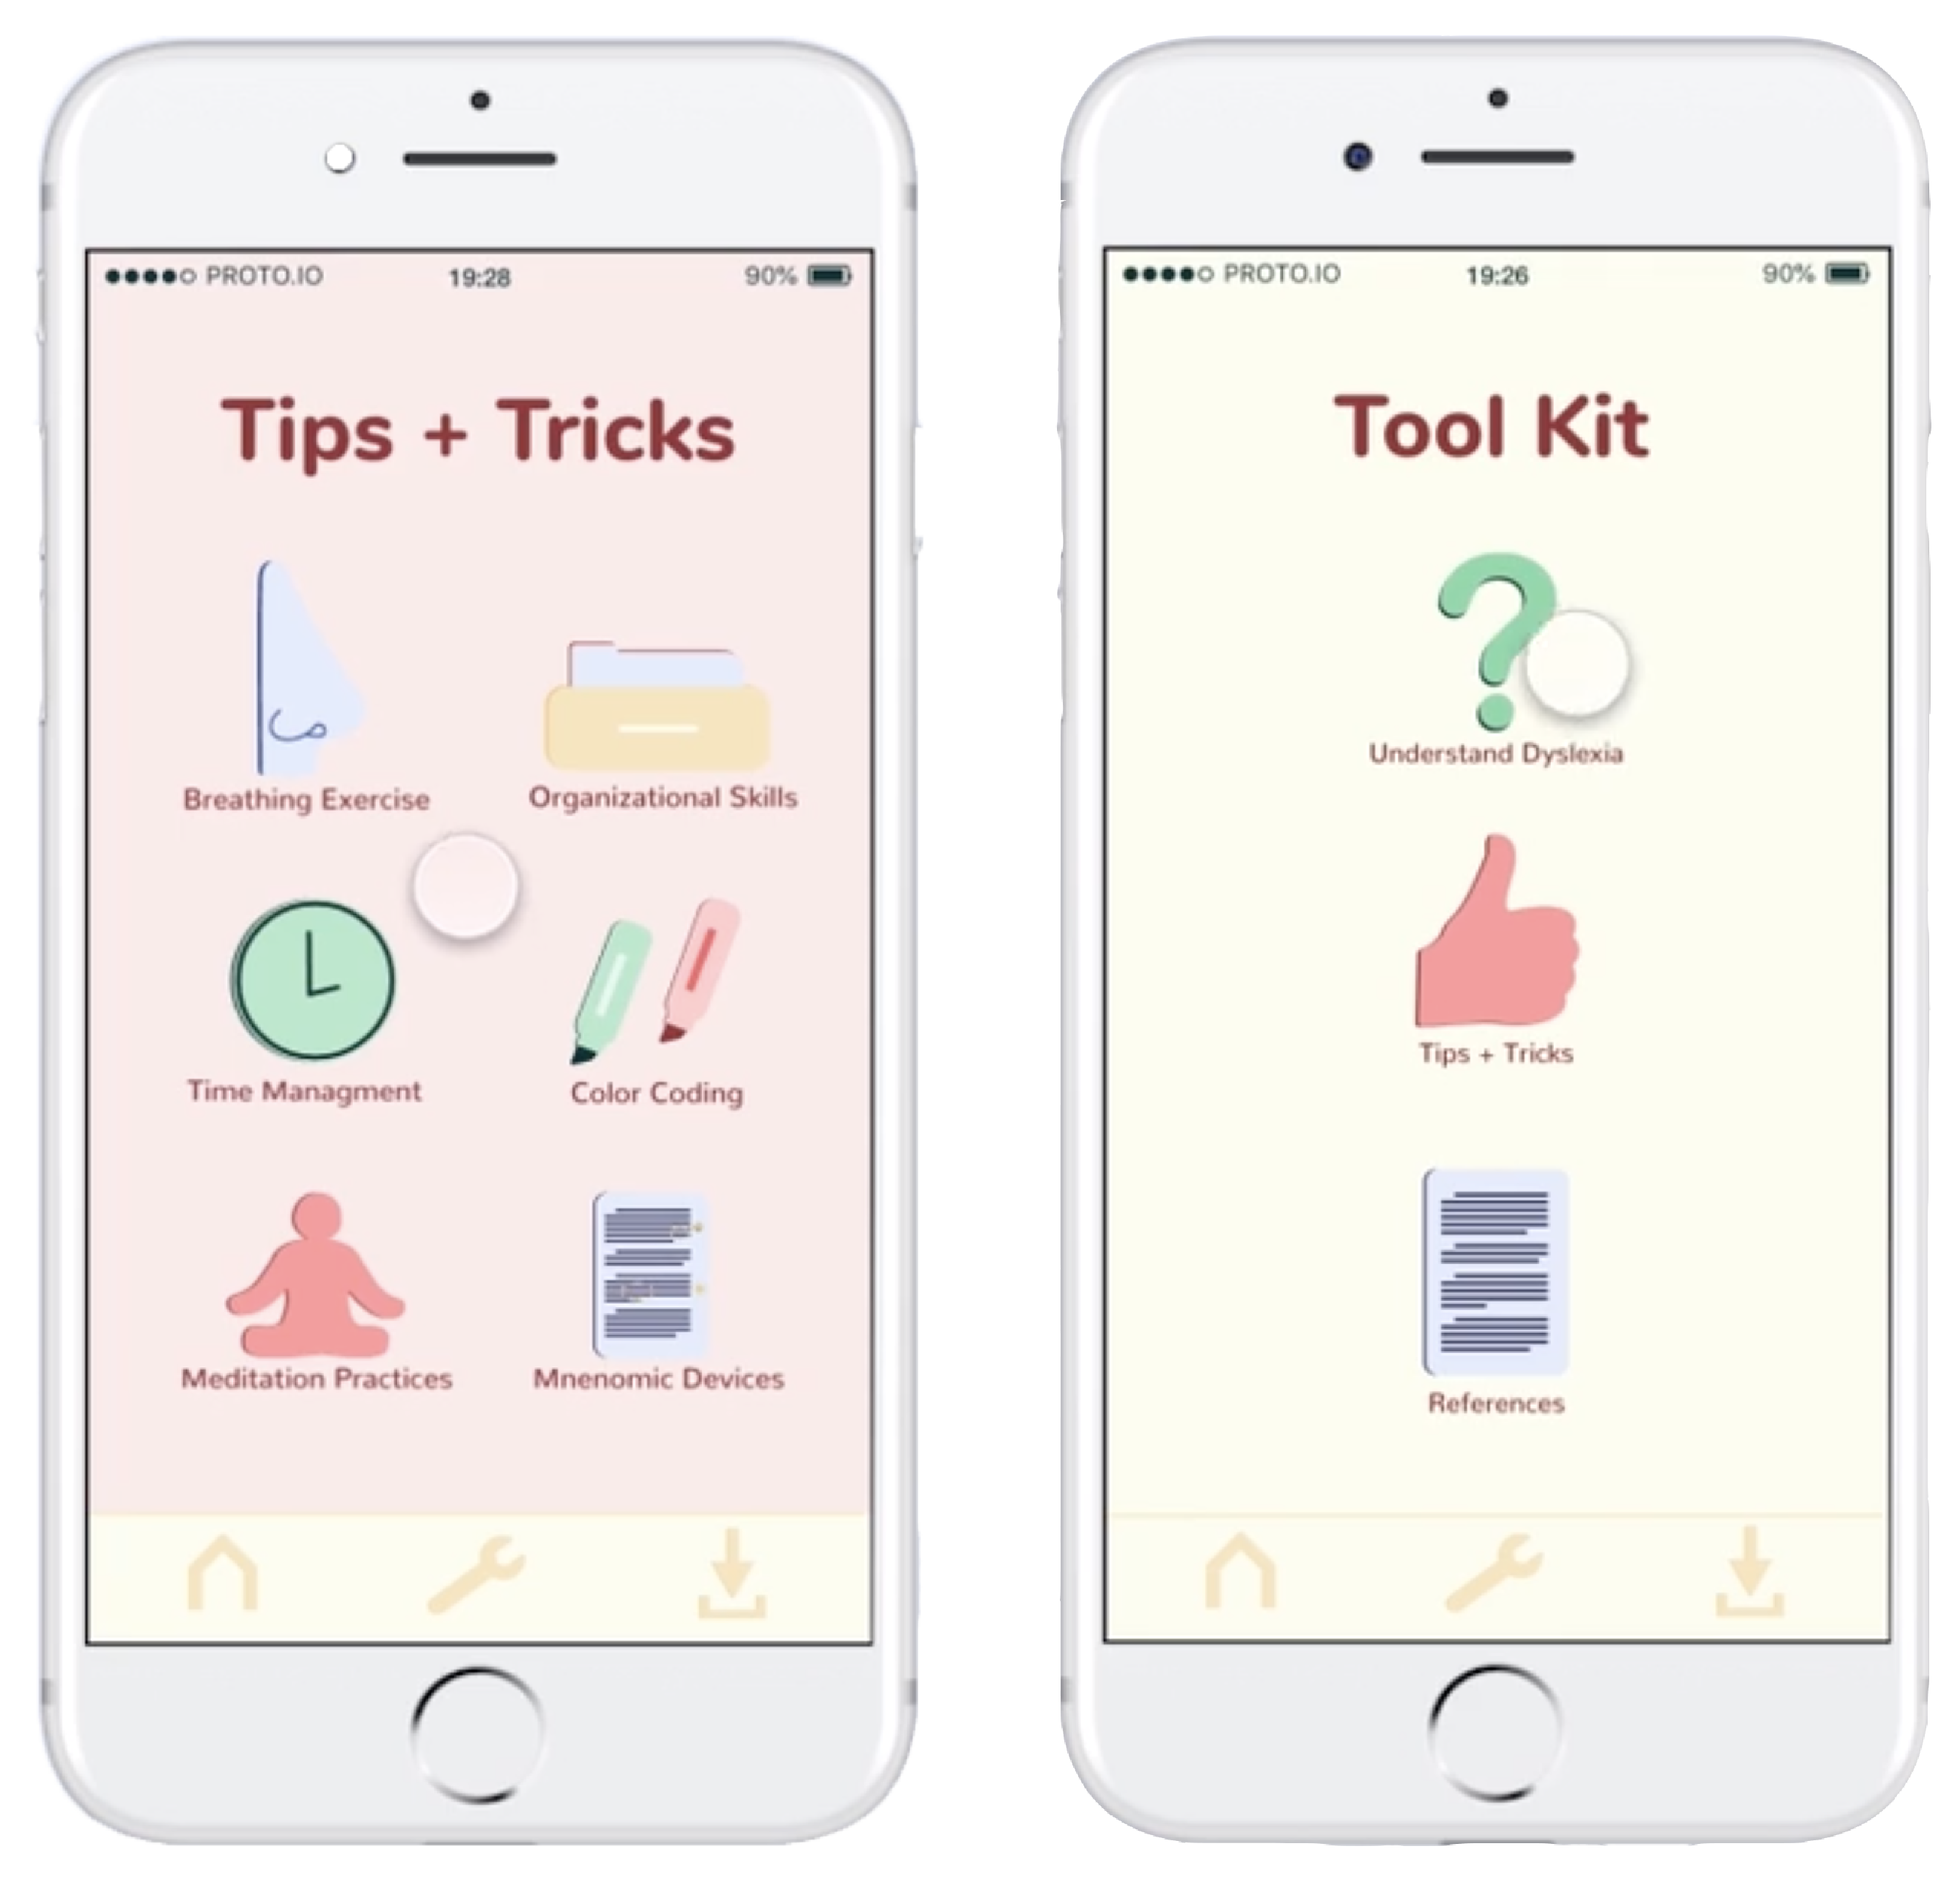 PROTO.IO 19:28 90%
Tips + Tricks
Breathing Exercise Organizational Skills
Time Managment Color Coding
Meditation Practices Mnenomic Devices
PROTO.IO 19:26 90%
Tool Kit
Understand Dyslexia
Tips + Tricks
References